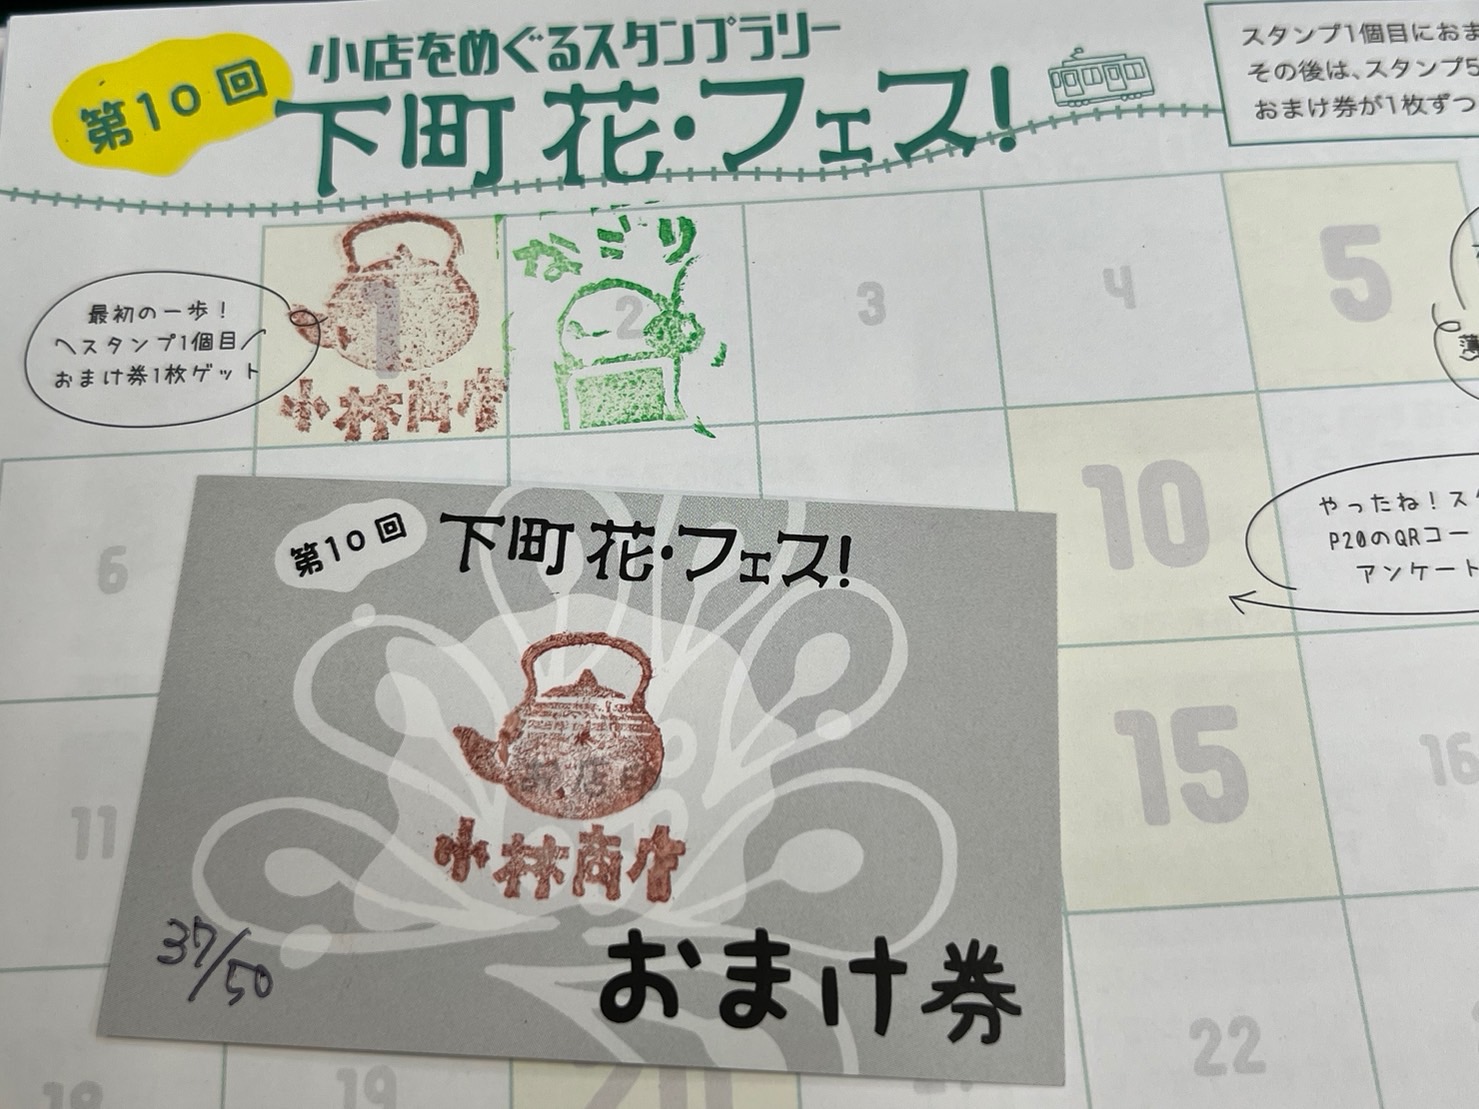 第10回
小店をめぐるスタンプラリー
下町 花・フェス!
スタンプ1個目におま
その後は、スタンプ5
おまけ券が1枚ずつ
最初の一歩!
スタンプ1個目
おまけ券1枚ゲット
1
小林商店
なごり
2
3
4
5
6
10
やったね!ス
P20のQRコー
アンケート
11
15
16
18
19
20
22
第10回
下町 花・フェス!
小林商店
37/50
おまけ券